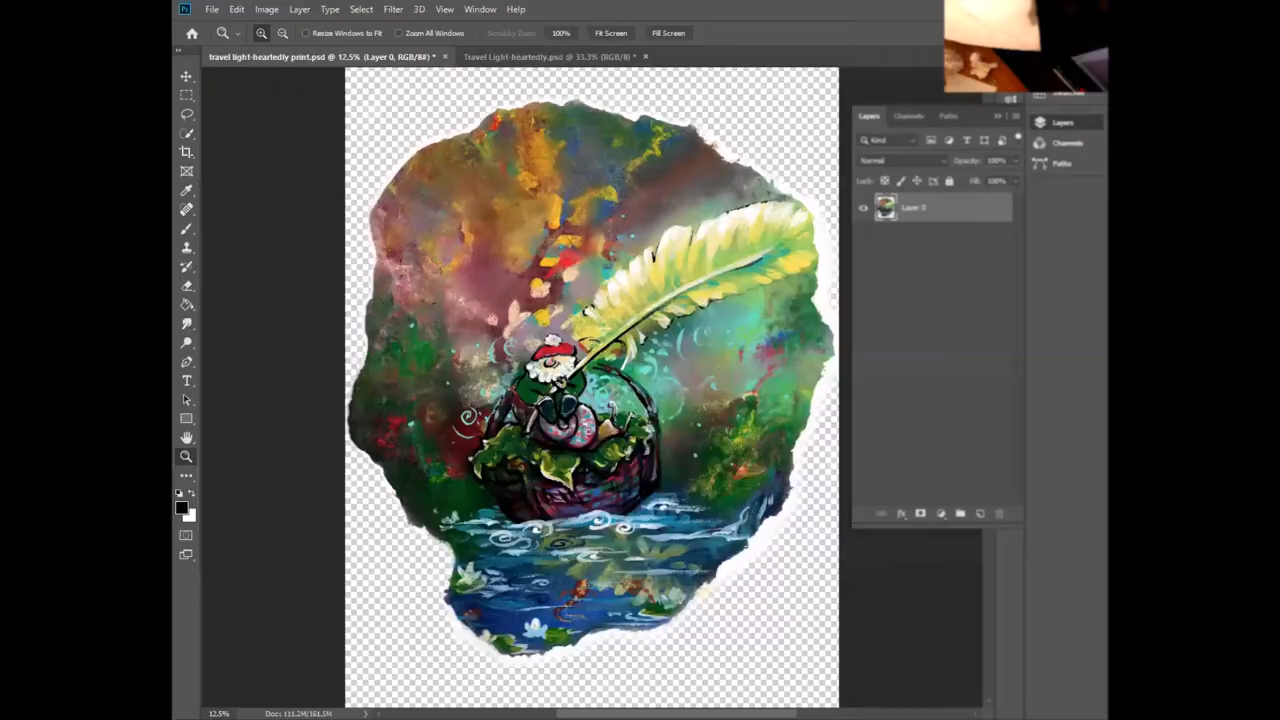 Ps File Edit Image Layer Type Select Filter 3D View Window Help
Resize Windows to Fit Zoom All Windows Scrubby Zoom 100% Fit Screen Fill Screen
travel light-heartedly print.psd @ 12.5% (Layer 0, RGB/8#) * × Travel Light-heartedly.psd @ 33.3% (RGB/8) * ×
Layers Channels Paths
Kind
Normal Opacity: 100%
Lock: Fill: 100%
Layer 0
Layers
Channels
Paths
12.5% Doc: 111.2M/161.5M